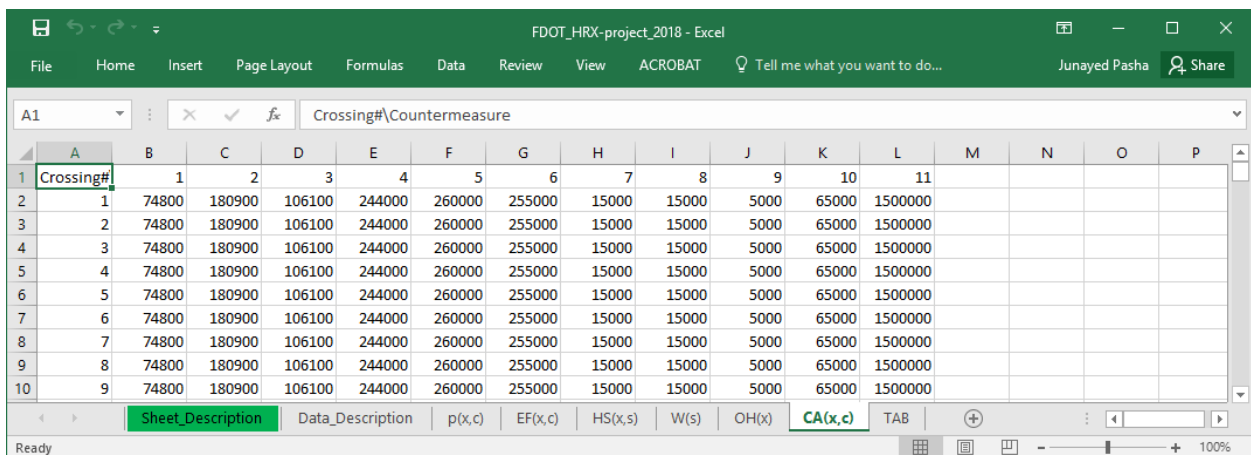 FDOT_HRX-project_2018 - Excel
File Home Insert Page Layout Formulas Data Review View ACROBAT Tell me what you want to do... Junayed Pasha Share
A1 fx Crossing#\Countermeasure
A B C D E F G H I J K L M N O P
1 Crossing# 1 2 3 4 5 6 7 8 9 10 11
2 1 74800 180900 106100 244000 260000 255000 15000 15000 5000 65000 1500000
3 2 74800 180900 106100 244000 260000 255000 15000 15000 5000 65000 1500000
4 3 74800 180900 106100 244000 260000 255000 15000 15000 5000 65000 1500000
5 4 74800 180900 106100 244000 260000 255000 15000 15000 5000 65000 1500000
6 5 74800 180900 106100 244000 260000 255000 15000 15000 5000 65000 1500000
7 6 74800 180900 106100 244000 260000 255000 15000 15000 5000 65000 1500000
8 7 74800 180900 106100 244000 260000 255000 15000 15000 5000 65000 1500000
9 8 74800 180900 106100 244000 260000 255000 15000 15000 5000 65000 1500000
10 9 74800 180900 106100 244000 260000 255000 15000 15000 5000 65000 1500000
Sheet_Description Data_Description p(x,c) EF(x,c) HS(x,s) W(s) OH(x) CA(x,c) TAB
Ready 100%